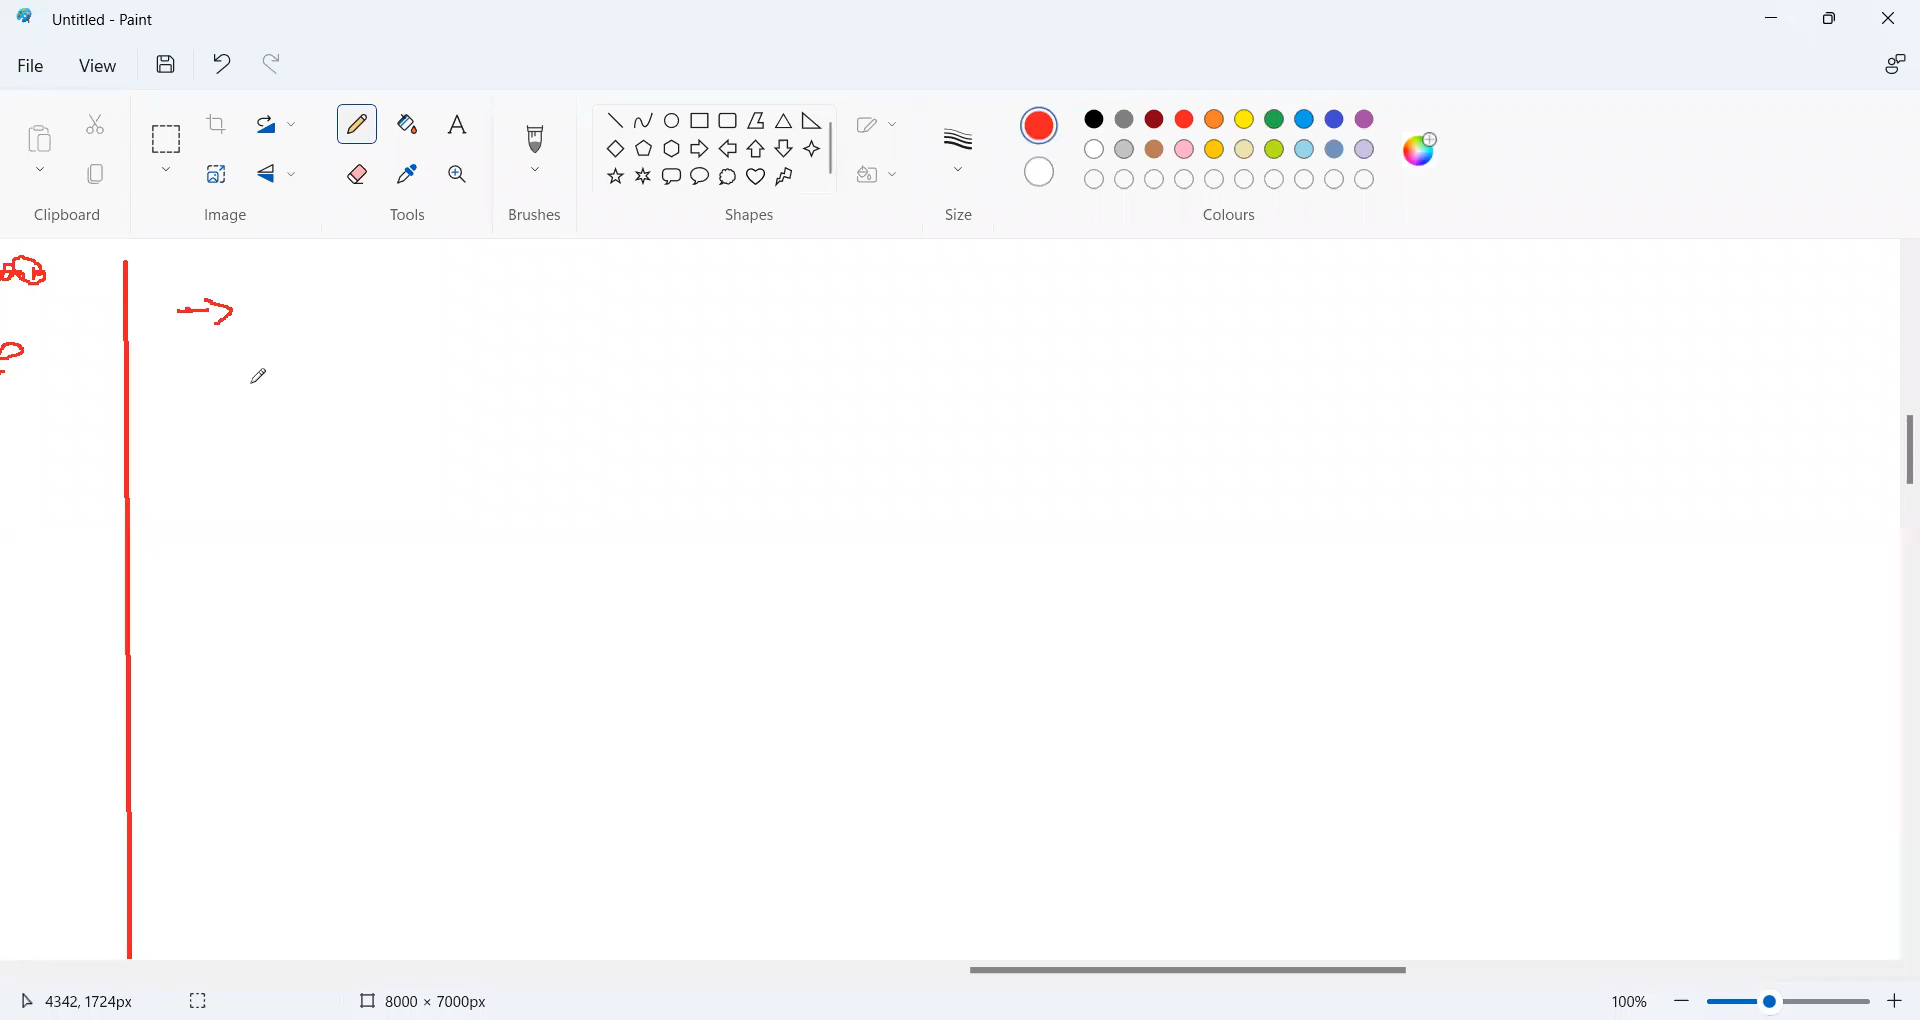 Untitled - Paint
File View
Clipboard Image Tools Brushes Shapes Size Colours
4342, 1724px 8000 × 7000px 100%